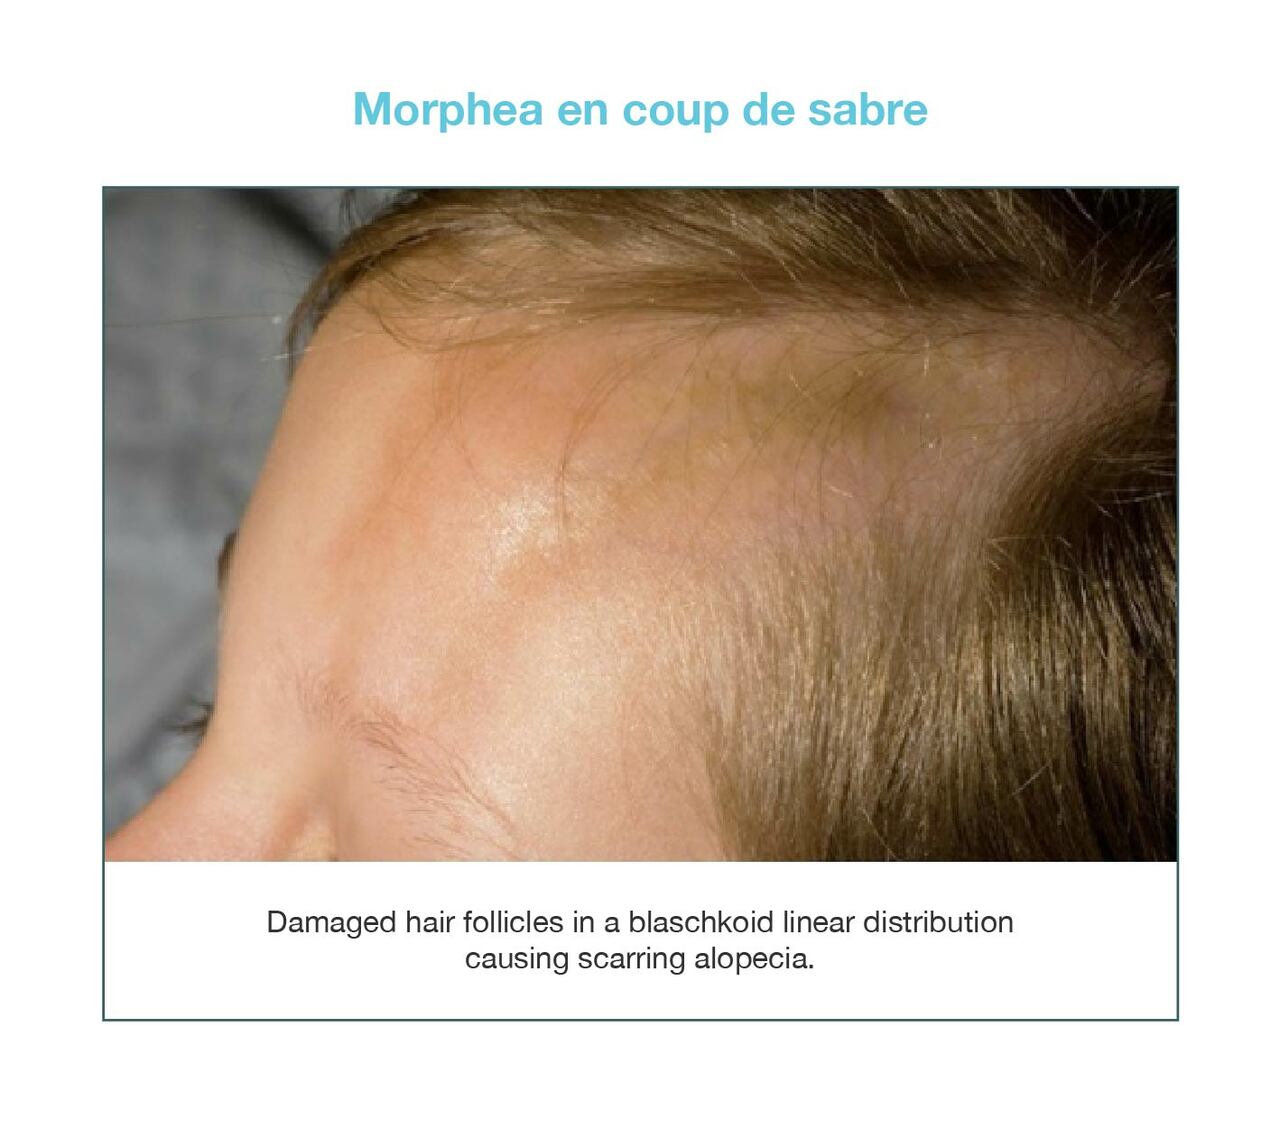 Morphea en coup de sabre
Damaged hair follicles in a blaschkoid linear distribution
causing scarring alopecia.